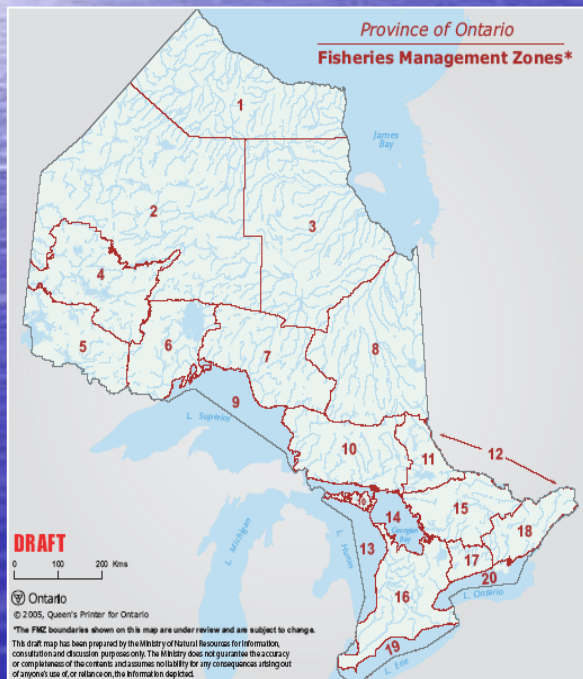 Province of Ontario
Fisheries Management Zones*
1
James
Bay
2
3
4
5
6
7
8
9
L. Superior
10
11
12
15
10
14
Georgian
Bay
18
13
L. Michigan
L. Huron
17
20
16
L. Ontario
19
L. Erie
DRAFT
0 100 200 Kms
Ontario
© 2005, Queen's Printer for Ontario
*The FMZ boundaries shown on this map are under review and are subject to change.
This draft map has been prepared by the Ministry of Natural Resources for information,
consultation and discussion purposes only. The Ministry does not guarantee the accuracy
or completeness of the contents and assumes no liability for any consequences arising out
of anyone's use of, or reliance on, the information depicted.